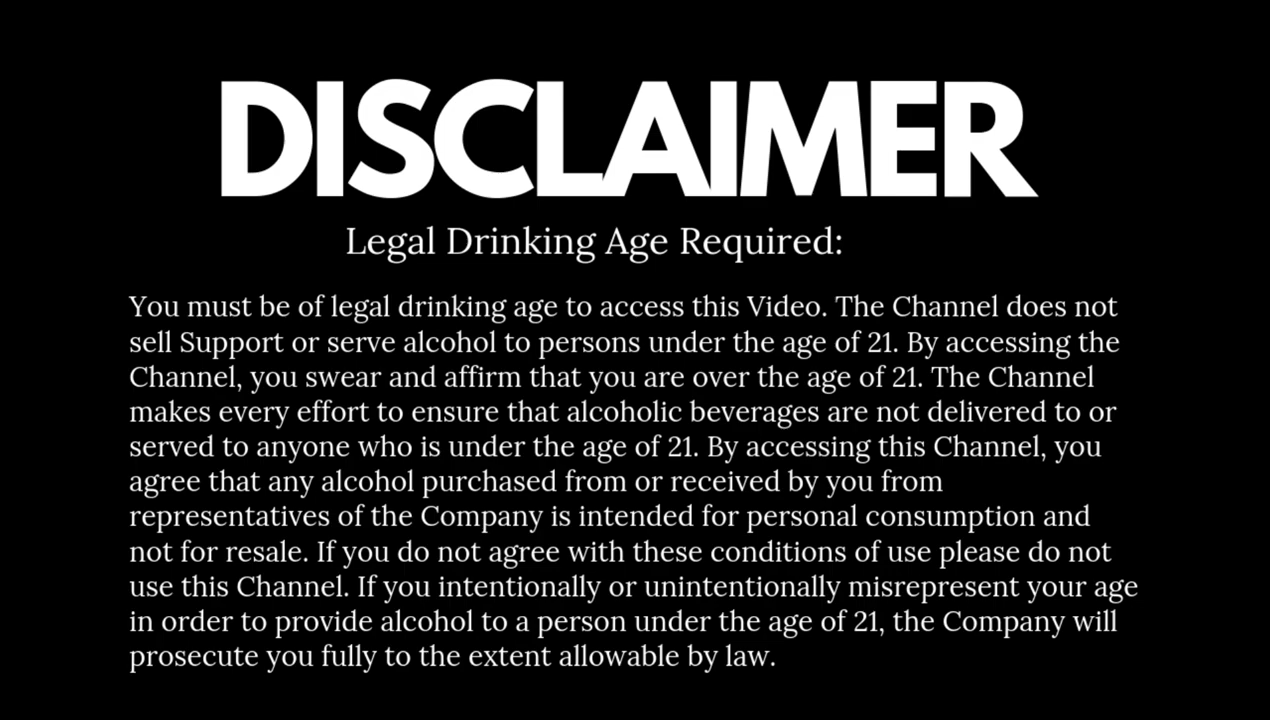 DISCLAIMER
Legal Drinking Age Required:
You must be of legal drinking age to access this Video. The Channel does not
sell Support or serve alcohol to persons under the age of 21. By accessing the
Channel, you swear and affirm that you are over the age of 21. The Channel
makes every effort to ensure that alcoholic beverages are not delivered to or
served to anyone who is under the age of 21. By accessing this Channel, you
agree that any alcohol purchased from or received by you from
representatives of the Company is intended for personal consumption and
not for resale. If you do not agree with these conditions of use please do not
use this Channel. If you intentionally or unintentionally misrepresent your age
in order to provide alcohol to a person under the age of 21, the Company will
prosecute you fully to the extent allowable by law.